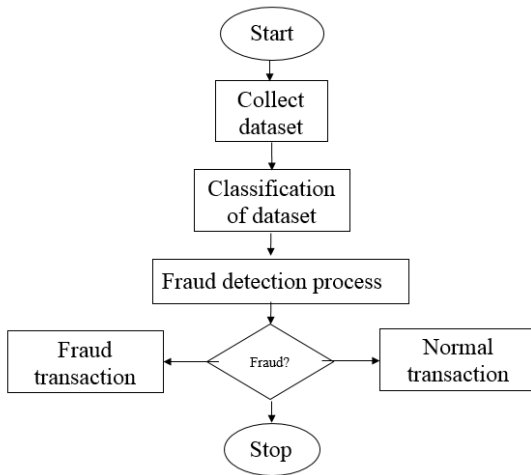 Start
Collect
dataset
Classification
of dataset
Fraud detection process
Fraud
transaction
Fraud?
Normal
transaction
Stop